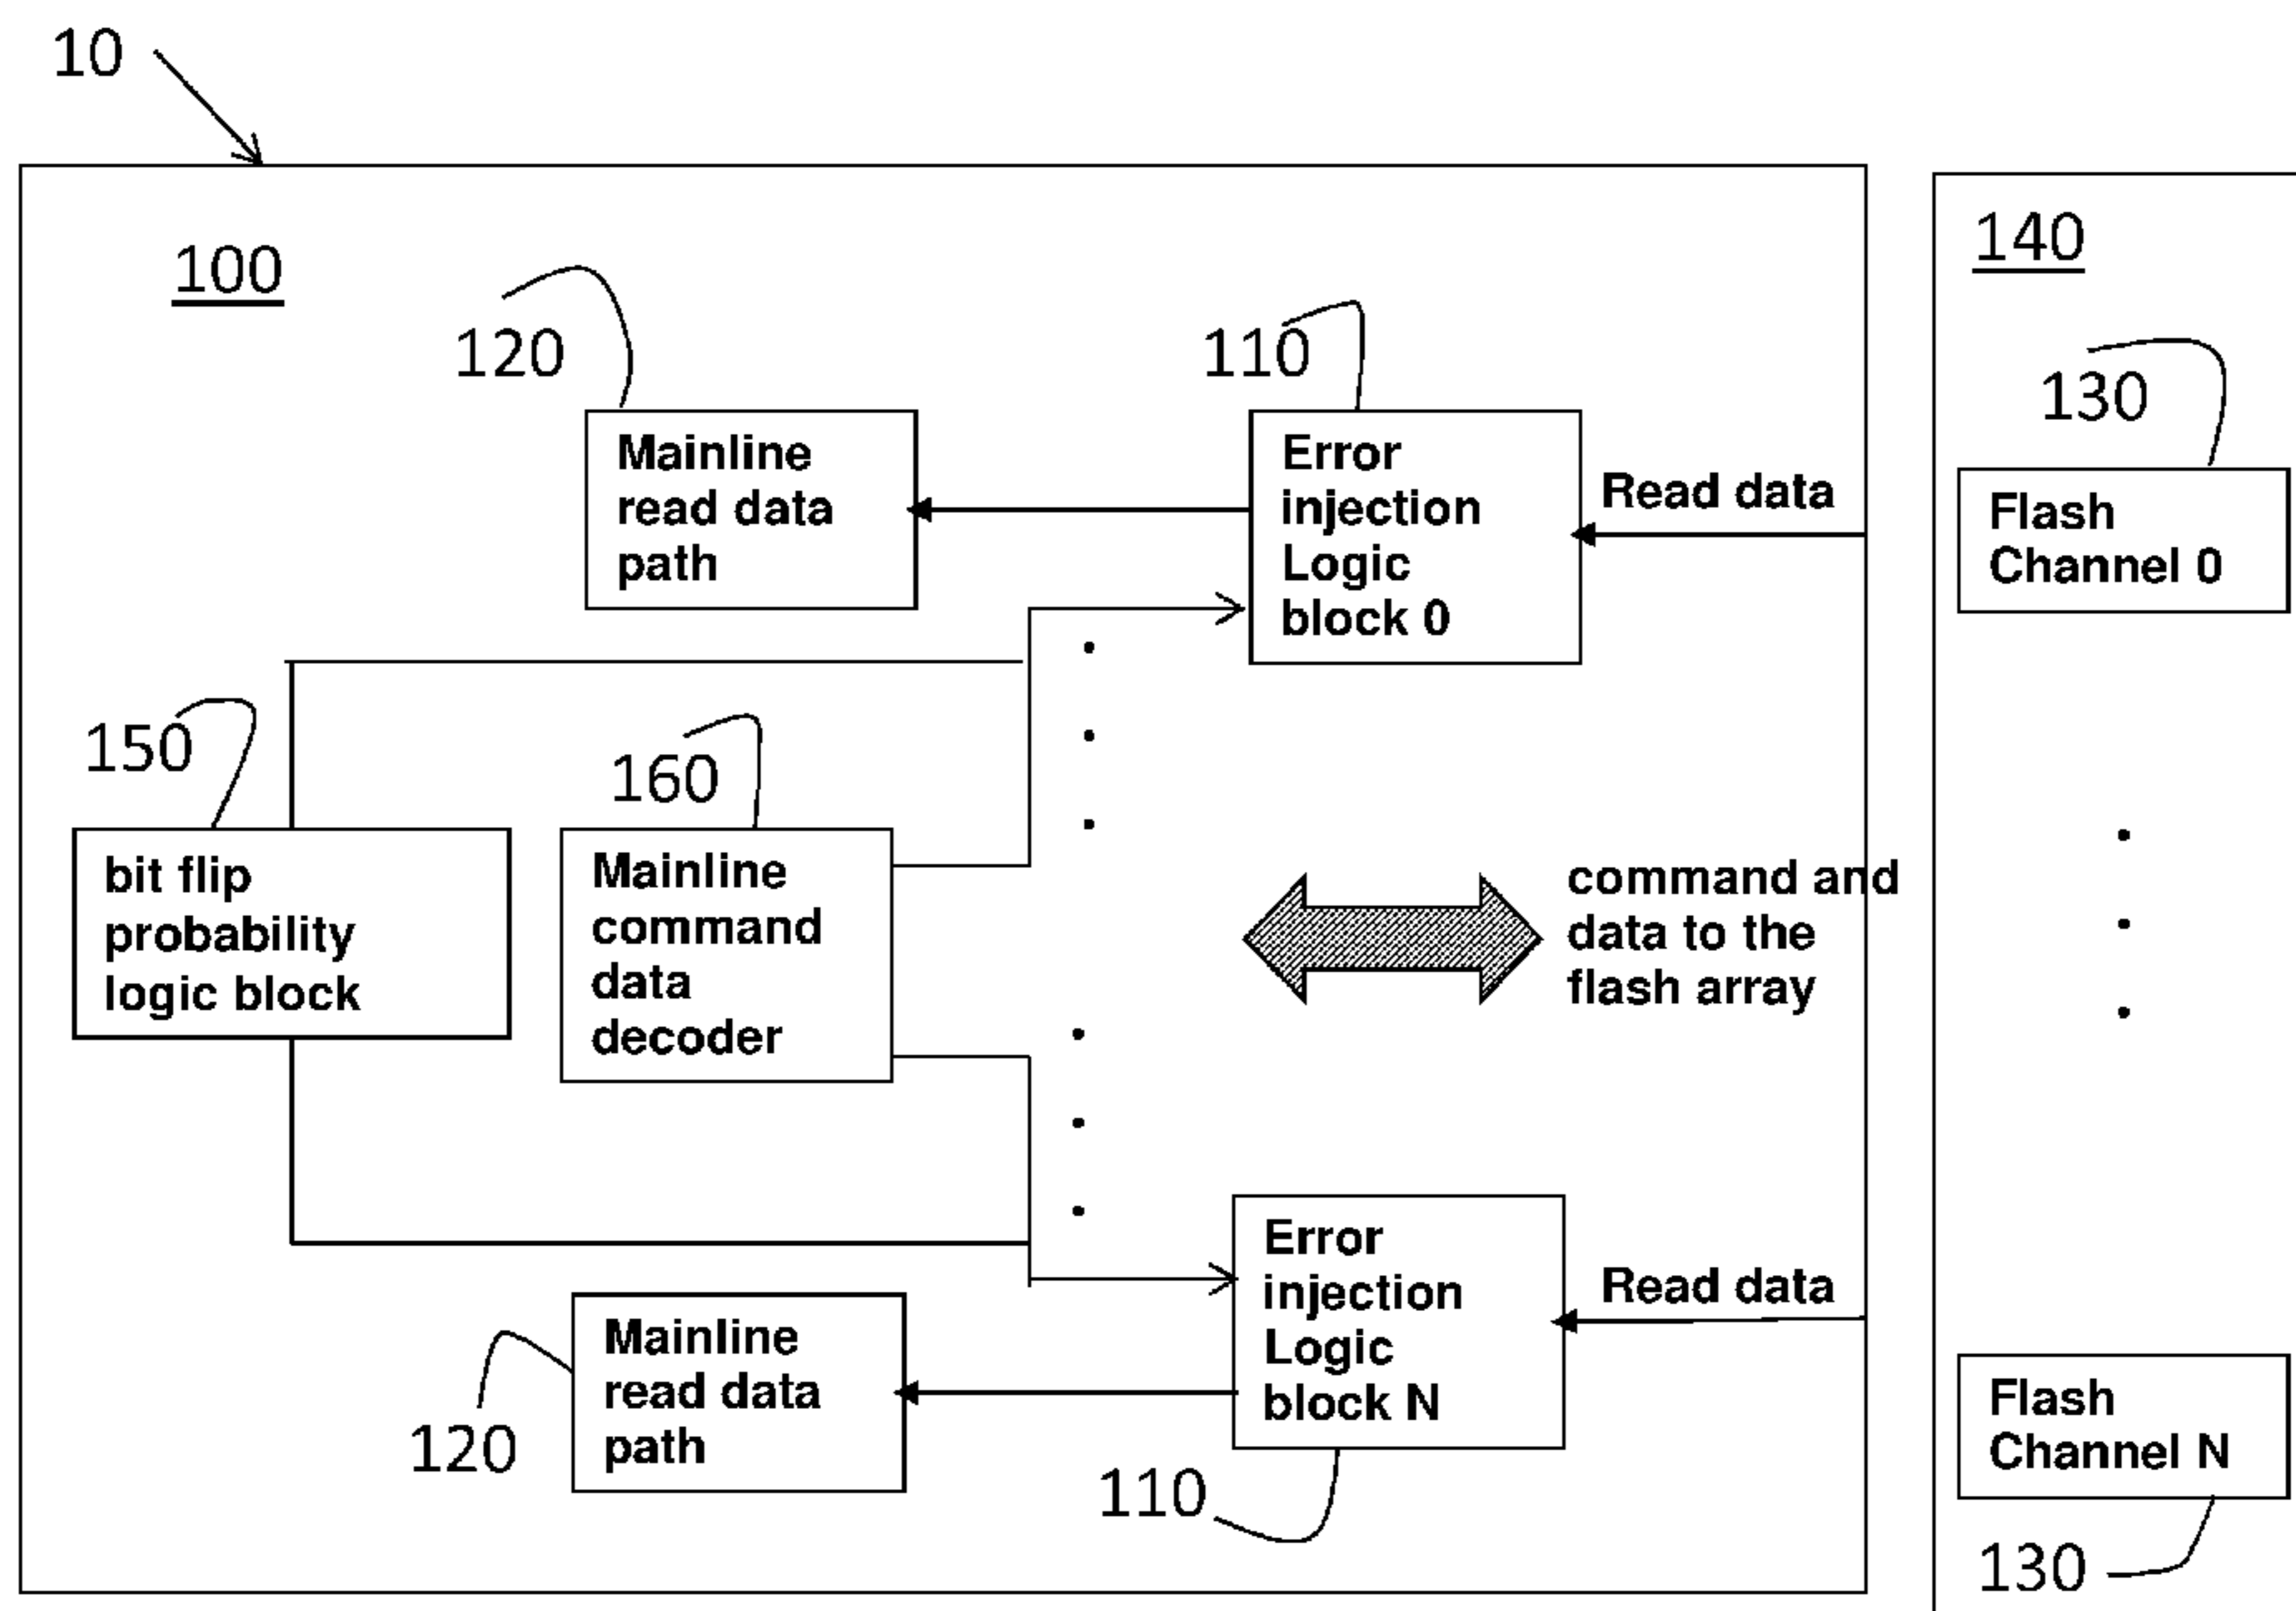 10
100
140
120
110
130
Mainline
read data
path
Error
injection
Logic
block 0
Read data
Flash
Channel 0
150
160
bit flip
probability
logic block
Mainline
command
data
decoder
command and
data to the
flash array
Error
injection
Logic
block N
Read data
Mainline
read data
path
Flash
Channel N
120
110
130